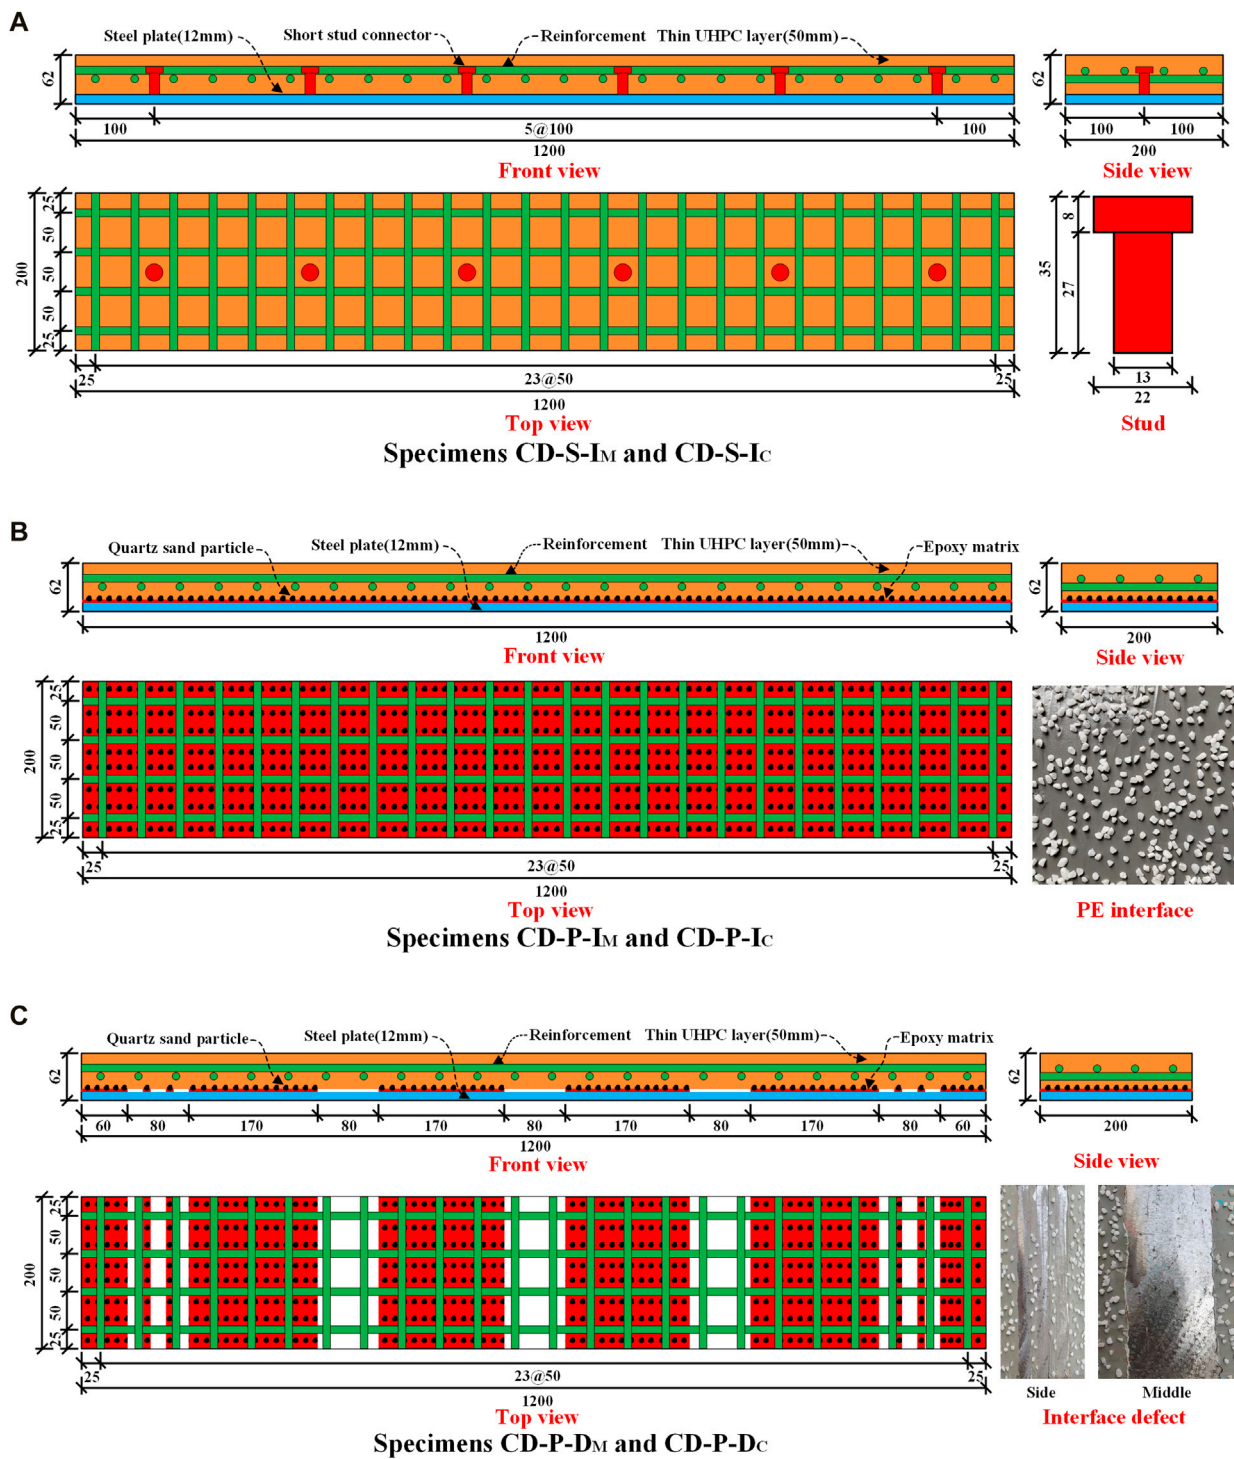 A
Steel plate(12mm)
Short stud connector
Reinforcement
Thin UHPC layer(50mm)
62
100
5@100
100
1200
Front view
62
100
100
200
Side view
200
25
50
50
50
25
25
23@50
25
1200
Top view
35
8
27
13
22
Stud
Specimens CD-S-IM and CD-S-IC
B
Quartz sand particle
Steel plate(12mm)
Reinforcement
Thin UHPC layer(50mm)
Epoxy matrix
62
1200
Front view
62
200
Side view
200
25
50
50
50
25
25
23@50
25
1200
Top view
PE interface
Specimens CD-P-IM and CD-P-IC
C
Quartz sand particle
Steel plate(12mm)
Reinforcement
Thin UHPC layer(50mm)
Epoxy matrix
62
60
80
170
80
170
80
170
80
170
80
60
1200
Front view
62
200
Side view
200
25
50
50
50
25
25
23@50
25
1200
Top view
Side
Middle
Interface defect
Specimens CD-P-DM and CD-P-DC